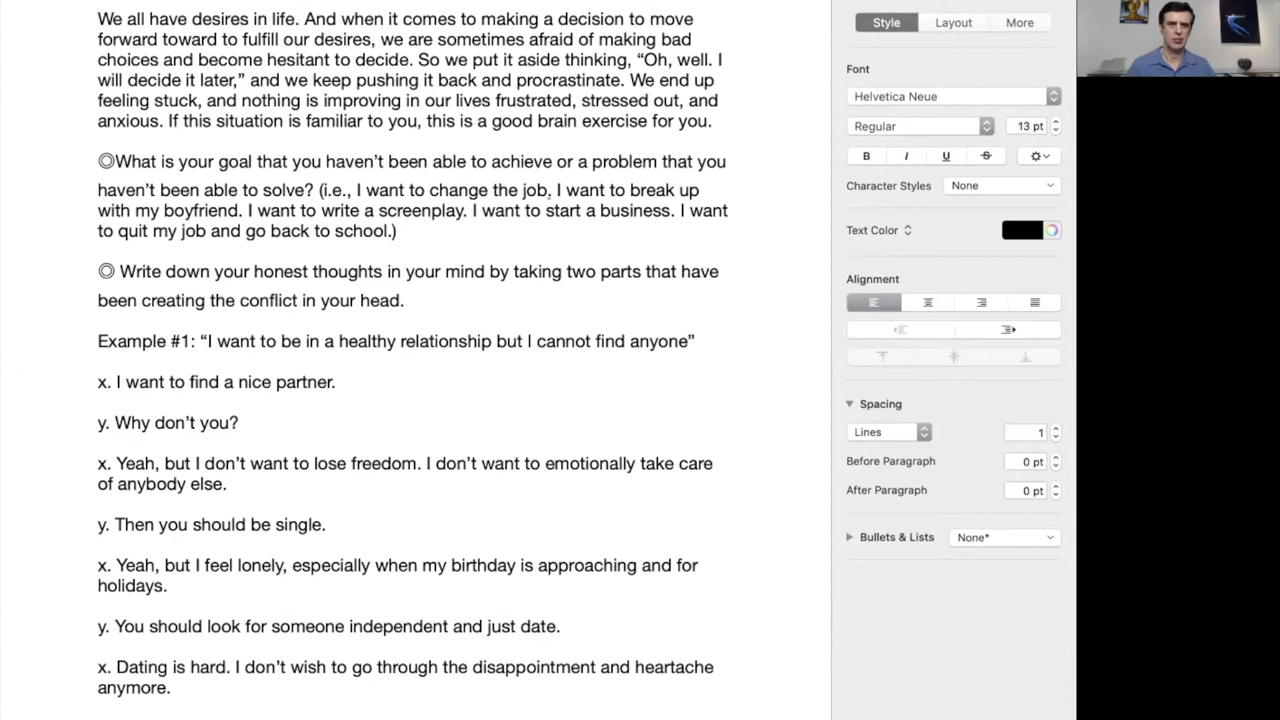 We all have desires in life. And when it comes to making a decision to move
forward toward to fulfill our desires, we are sometimes afraid of making bad
choices and become hesitant to decide. So we put it aside thinking, “Oh, well. I
will decide it later,” and we keep pushing it back and procrastinate. We end up
feeling stuck, and nothing is improving in our lives frustrated, stressed out, and
anxious. If this situation is familiar to you, this is a good brain exercise for you.
◎What is your goal that you haven’t been able to achieve or a problem that you
haven’t been able to solve? (i.e., I want to change the job. I want to break up
with my boyfriend. I want to write a screenplay. I want to start a business. I want
to quit my job and go back to school.)
◎ Write down your honest thoughts in your mind by taking two parts that have
been creating the conflict in your head.
Example #1: “I want to be in a healthy relationship but I cannot find anyone”
x. I want to find a nice partner.
y. Why don’t you?
x. Yeah, but I don’t want to lose freedom. I don’t want to emotionally take care
of anybody else.
y. Then you should be single.
x. Yeah, but I feel lonely, especially when my birthday is approaching and for
holidays.
y. You should look for someone independent and just date.
x. Dating is hard. I don’t wish to go through the disappointment and heartache
anymore.
Style Layout More
Font
Helvetica Neue
Regular 13 pt
B I U S
Character Styles None
Text Color
Alignment
Spacing
Lines 1
Before Paragraph 0 pt
After Paragraph 0 pt
Bullets & Lists None*